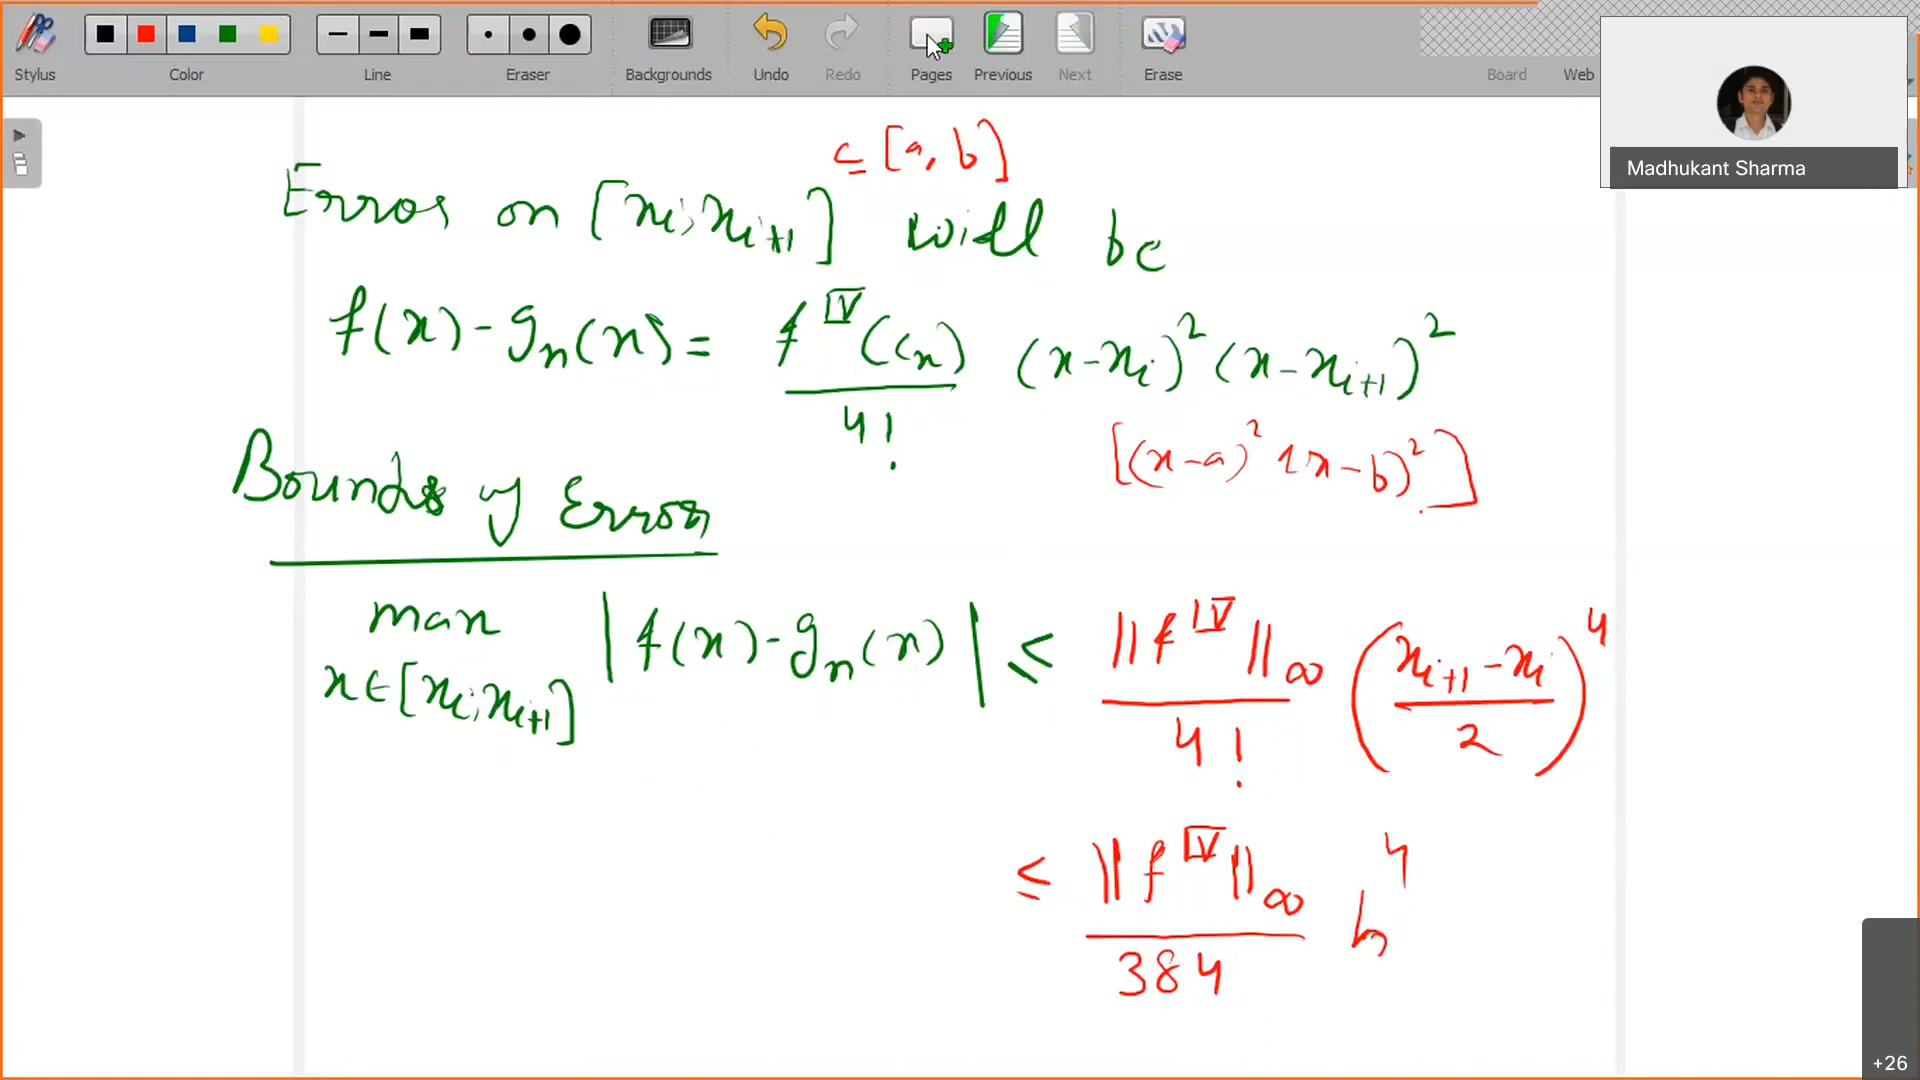 Stylus Color Line Eraser Backgrounds Undo Redo Pages Previous Next Erase Board Web
Madhukant Sharma
⊆ [a, b]
Error on [xi, xi+1] will be
f(x) - gn(x) = f^IV(cx) / 4! (x-xi)² (x-xi+1)²
[(x-a)² (x-b)²]
Bounds of Error
max x∈[xi, xi+1] |f(x) - gn(x)| ≤ ||f^IV||∞ / 4! ((xi+1 - xi) / 2)^4
≤ ||f^IV||∞ / 384 h^4
+26